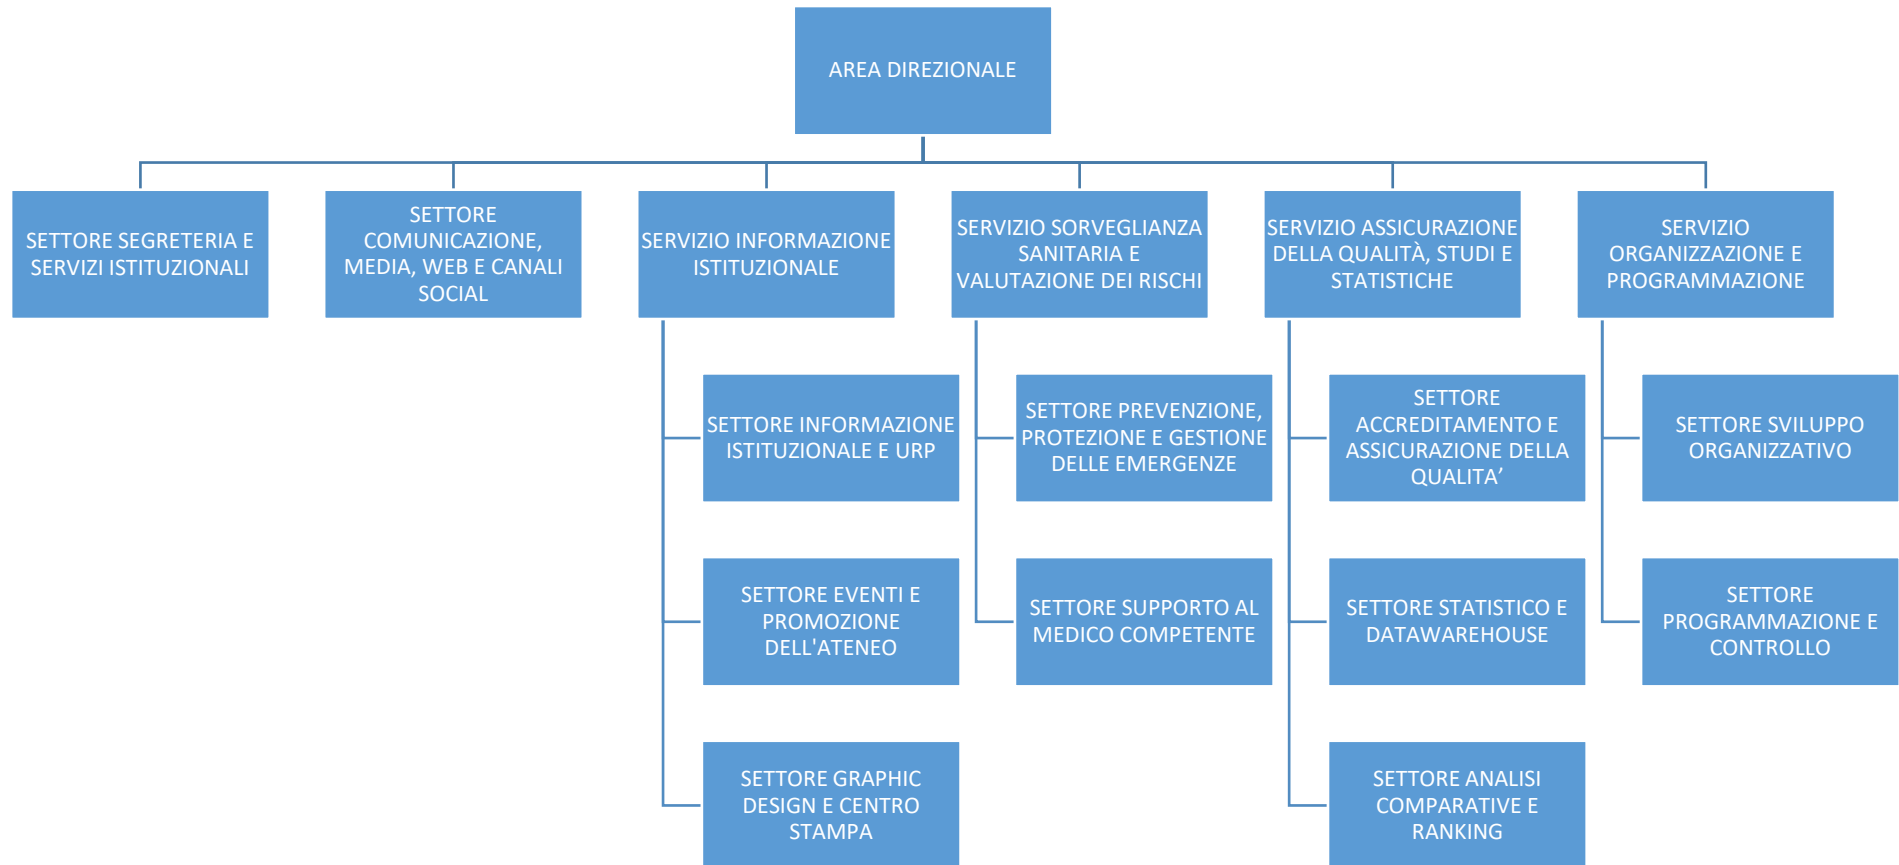 AREA DIREZIONALE
SETTORE SEGRETERIA E
SERVIZI ISTITUZIONALI
SETTORE
COMUNICAZIONE,
MEDIA, WEB E CANALI
SOCIAL
SERVIZIO INFORMAZIONE
ISTITUZIONALE
SERVIZIO SORVEGLIANZA
SANITARIA E
VALUTAZIONE DEI RISCHI
SERVIZIO ASSICURAZIONE
DELLA QUALITÀ, STUDI E
STATISTICHE
SERVIZIO
ORGANIZZAZIONE E
PROGRAMMAZIONE
SETTORE INFORMAZIONE
ISTITUZIONALE E URP
SETTORE PREVENZIONE,
PROTEZIONE E GESTIONE
DELLE EMERGENZE
SETTORE
ACCREDITAMENTO E
ASSICURAZIONE DELLA
QUALITA’
SETTORE SVILUPPO
ORGANIZZATIVO
SETTORE EVENTI E
PROMOZIONE
DELL'ATENEO
SETTORE SUPPORTO AL
MEDICO COMPETENTE
SETTORE STATISTICO E
DATAWAREHOUSE
SETTORE
PROGRAMMAZIONE E
CONTROLLO
SETTORE GRAPHIC
DESIGN E CENTRO
STAMPA
SETTORE ANALISI
COMPARATIVE E
RANKING